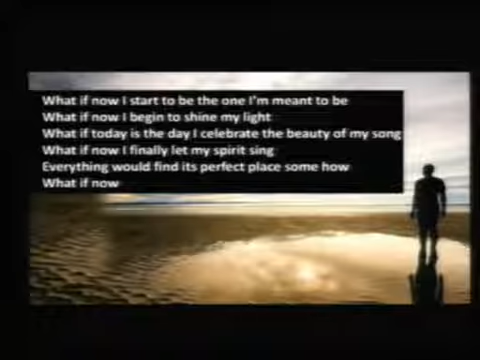 What if now I start to be the one I'm meant to be
What if now I begin to shine my light
What if today is the day I celebrate the beauty of my song
What if now I finally let my spirit sing
Everything would find its perfect place some how
What if now